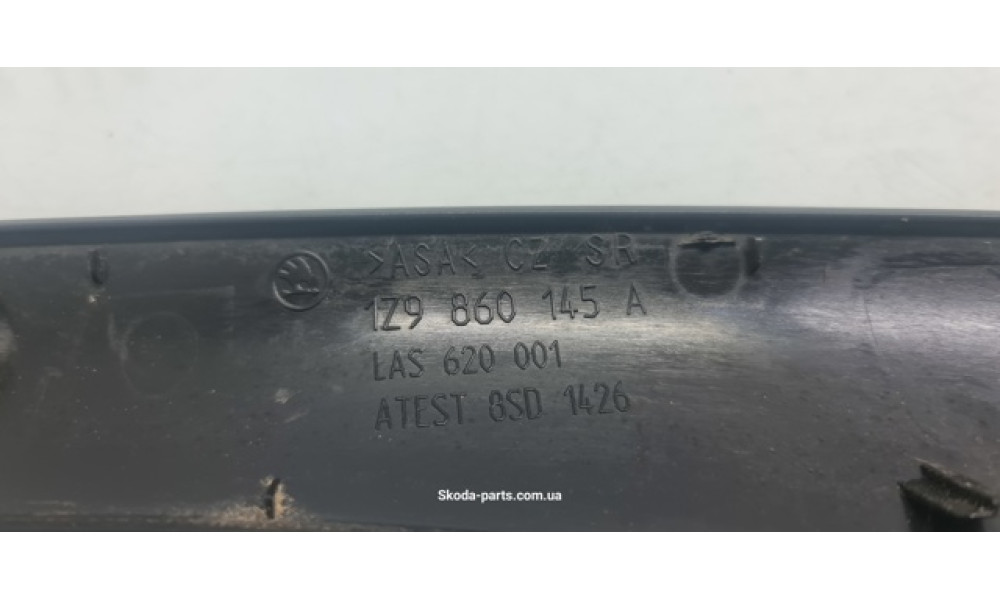 >ASA< CZ SR
1Z9 860 145 A
LAS 620 001
ATEST. 8SD 1426
Skoda-parts.com.ua